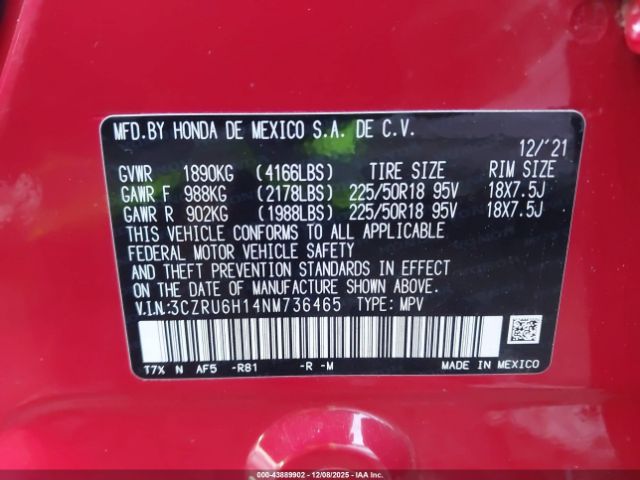 MFD.BY HONDA DE MEXICO S.A. DE C.V.
12/'21
GVWR 1890KG (4166LBS) TIRE SIZE RIM SIZE
GAWR F 988KG (2178LBS) 225/50R18 95V 18X7.5J
GAWR R 902KG (1988LBS) 225/50R18 95V 18X7.5J
THIS VEHICLE CONFORMS TO ALL APPLICABLE
FEDERAL MOTOR VEHICLE SAFETY
AND THEFT PREVENTION STANDARDS IN EFFECT
ON THE DATE OF MANUFACTURE SHOWN ABOVE.
V.I.N.:3CZRU6H14NM736465 TYPE: MPV
T7% N AF5 -R81 -R -M MADE IN MEXICO
000-43889902 - 12/08/2025 - IAAI.COM